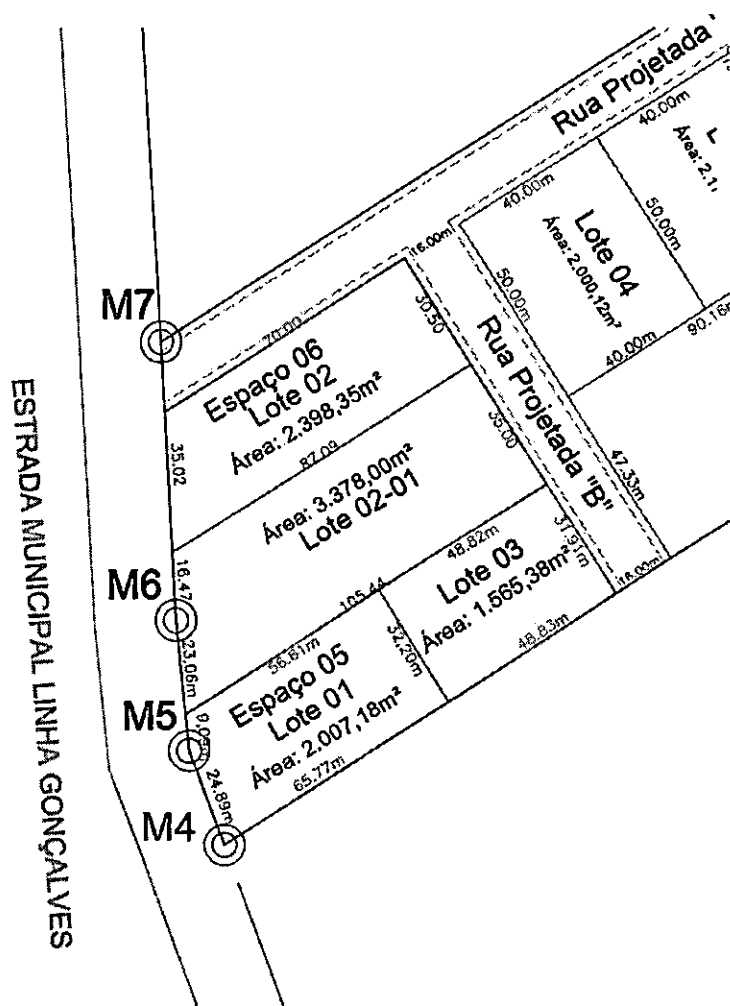 Rua Projetada
40.00m
L
Área: 2.1
40.00m
Lote 04
Área: 2.000,12m²
50.00m
50.00m
40.00m
90.16m
16.00m
M7
70.00
30.50
Espaço 06
Lote 02
Área: 2.398,35m²
Rua Projetada "B"
47.33m
35.02
87.09
35.00
Área: 3.378,00m²
Lote 02-01
ESTRADA MUNICIPAL LINHA GONÇALVES
16.47
M6
23.06m
105.44
48.82m
31.91m
Lote 03
Área: 1.565,38m²
16.00m
48.83m
56.61m
32.20m
Espaço 05
Lote 01
Área: 2.007,18m²
M5
24.89m
65.77m
M4